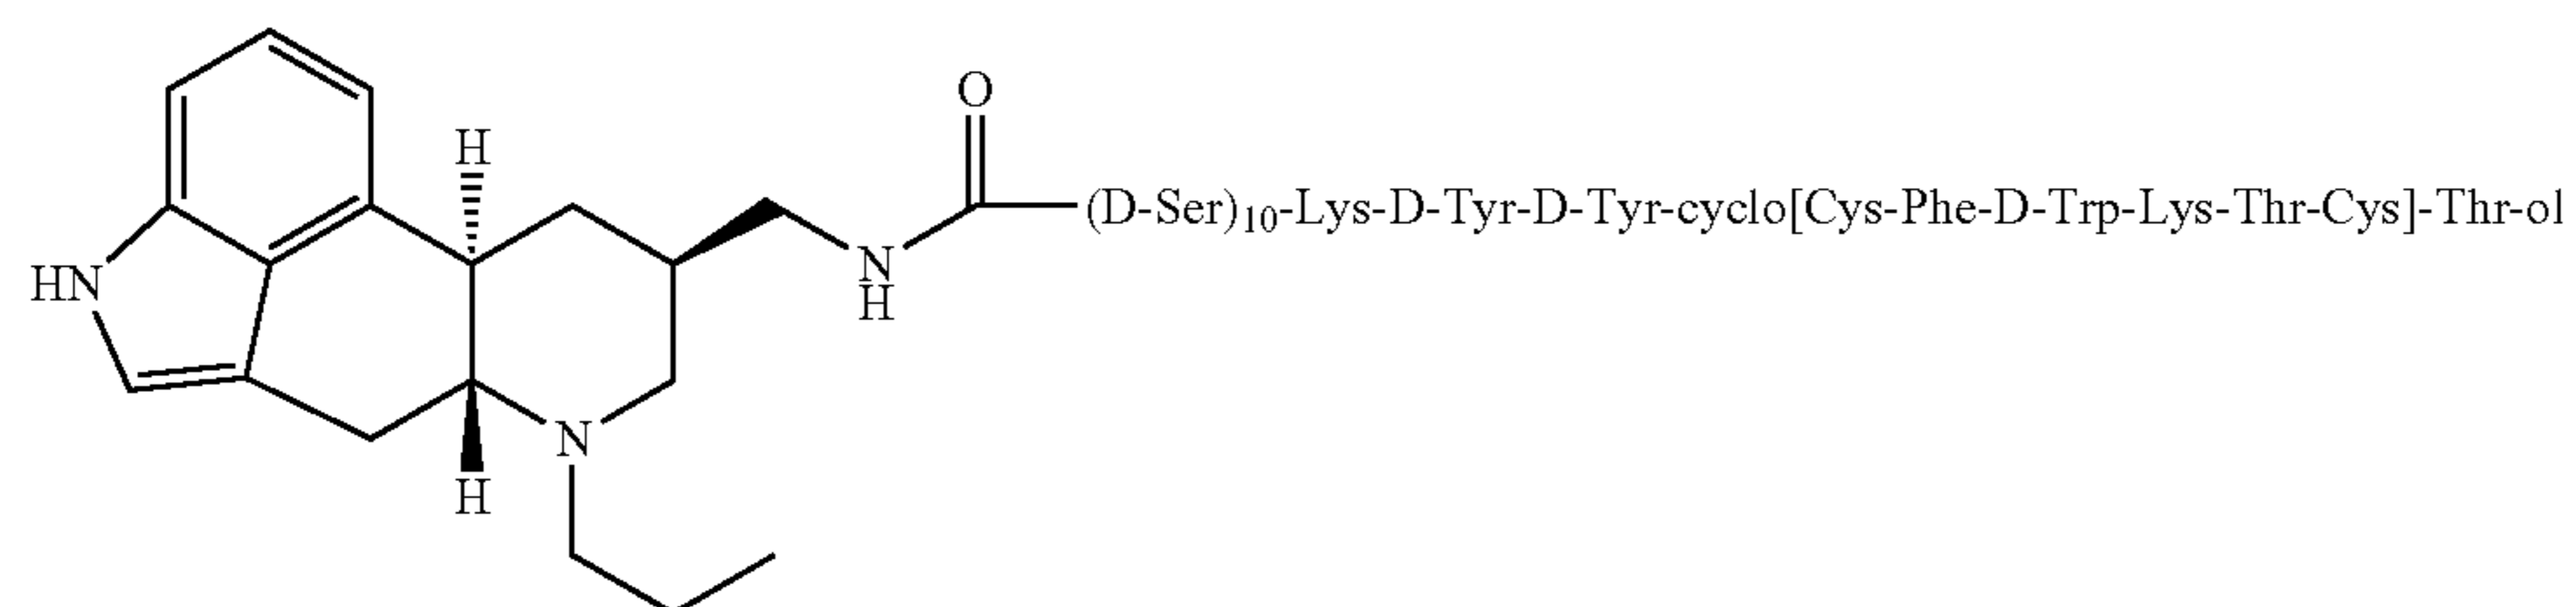 O
H
(D-Ser)10-Lys-D-Tyr-D-Tyr-cyclo[Cys-Phe-D-Trp-Lys-Thr-Cys]-Thr-ol
N
H
HN
N
H